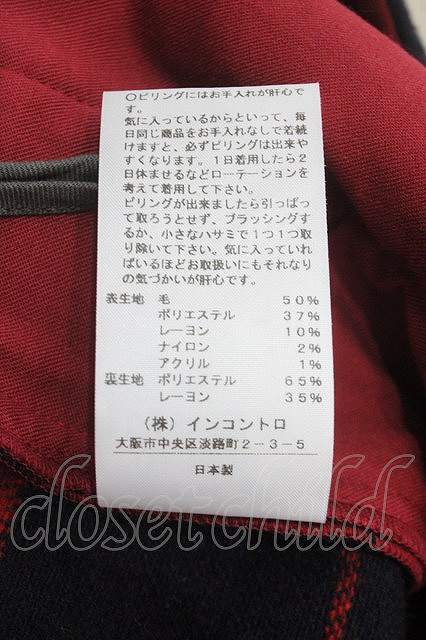 ○ピリングにはお手入れが肝心で
す。
気に入っているからといって、毎
日同じ商品をお手入れなしで着続
けますと、必ずピリングは出来や
すくなります。1日着用したら2
日休ませるなどローテーションを
考えて着用して下さい。
ピリングが出来ましたら引っぱっ
て取ろうとせず、ブラッシングす
るか、小さなハサミで1つ1つ取
り除いて下さい。気に入っていれ
ばいるほどお取扱いにもそれなり
の気づかいが肝心です。
表生地 毛 50%
ポリエステル 37%
レーヨン 10%
ナイロン 2%
アクリル 1%
裏生地 ポリエステル 65%
レーヨン 35%
(株)インコントロ
大阪市中央区淡路町2-3-5
日本製
closetchild